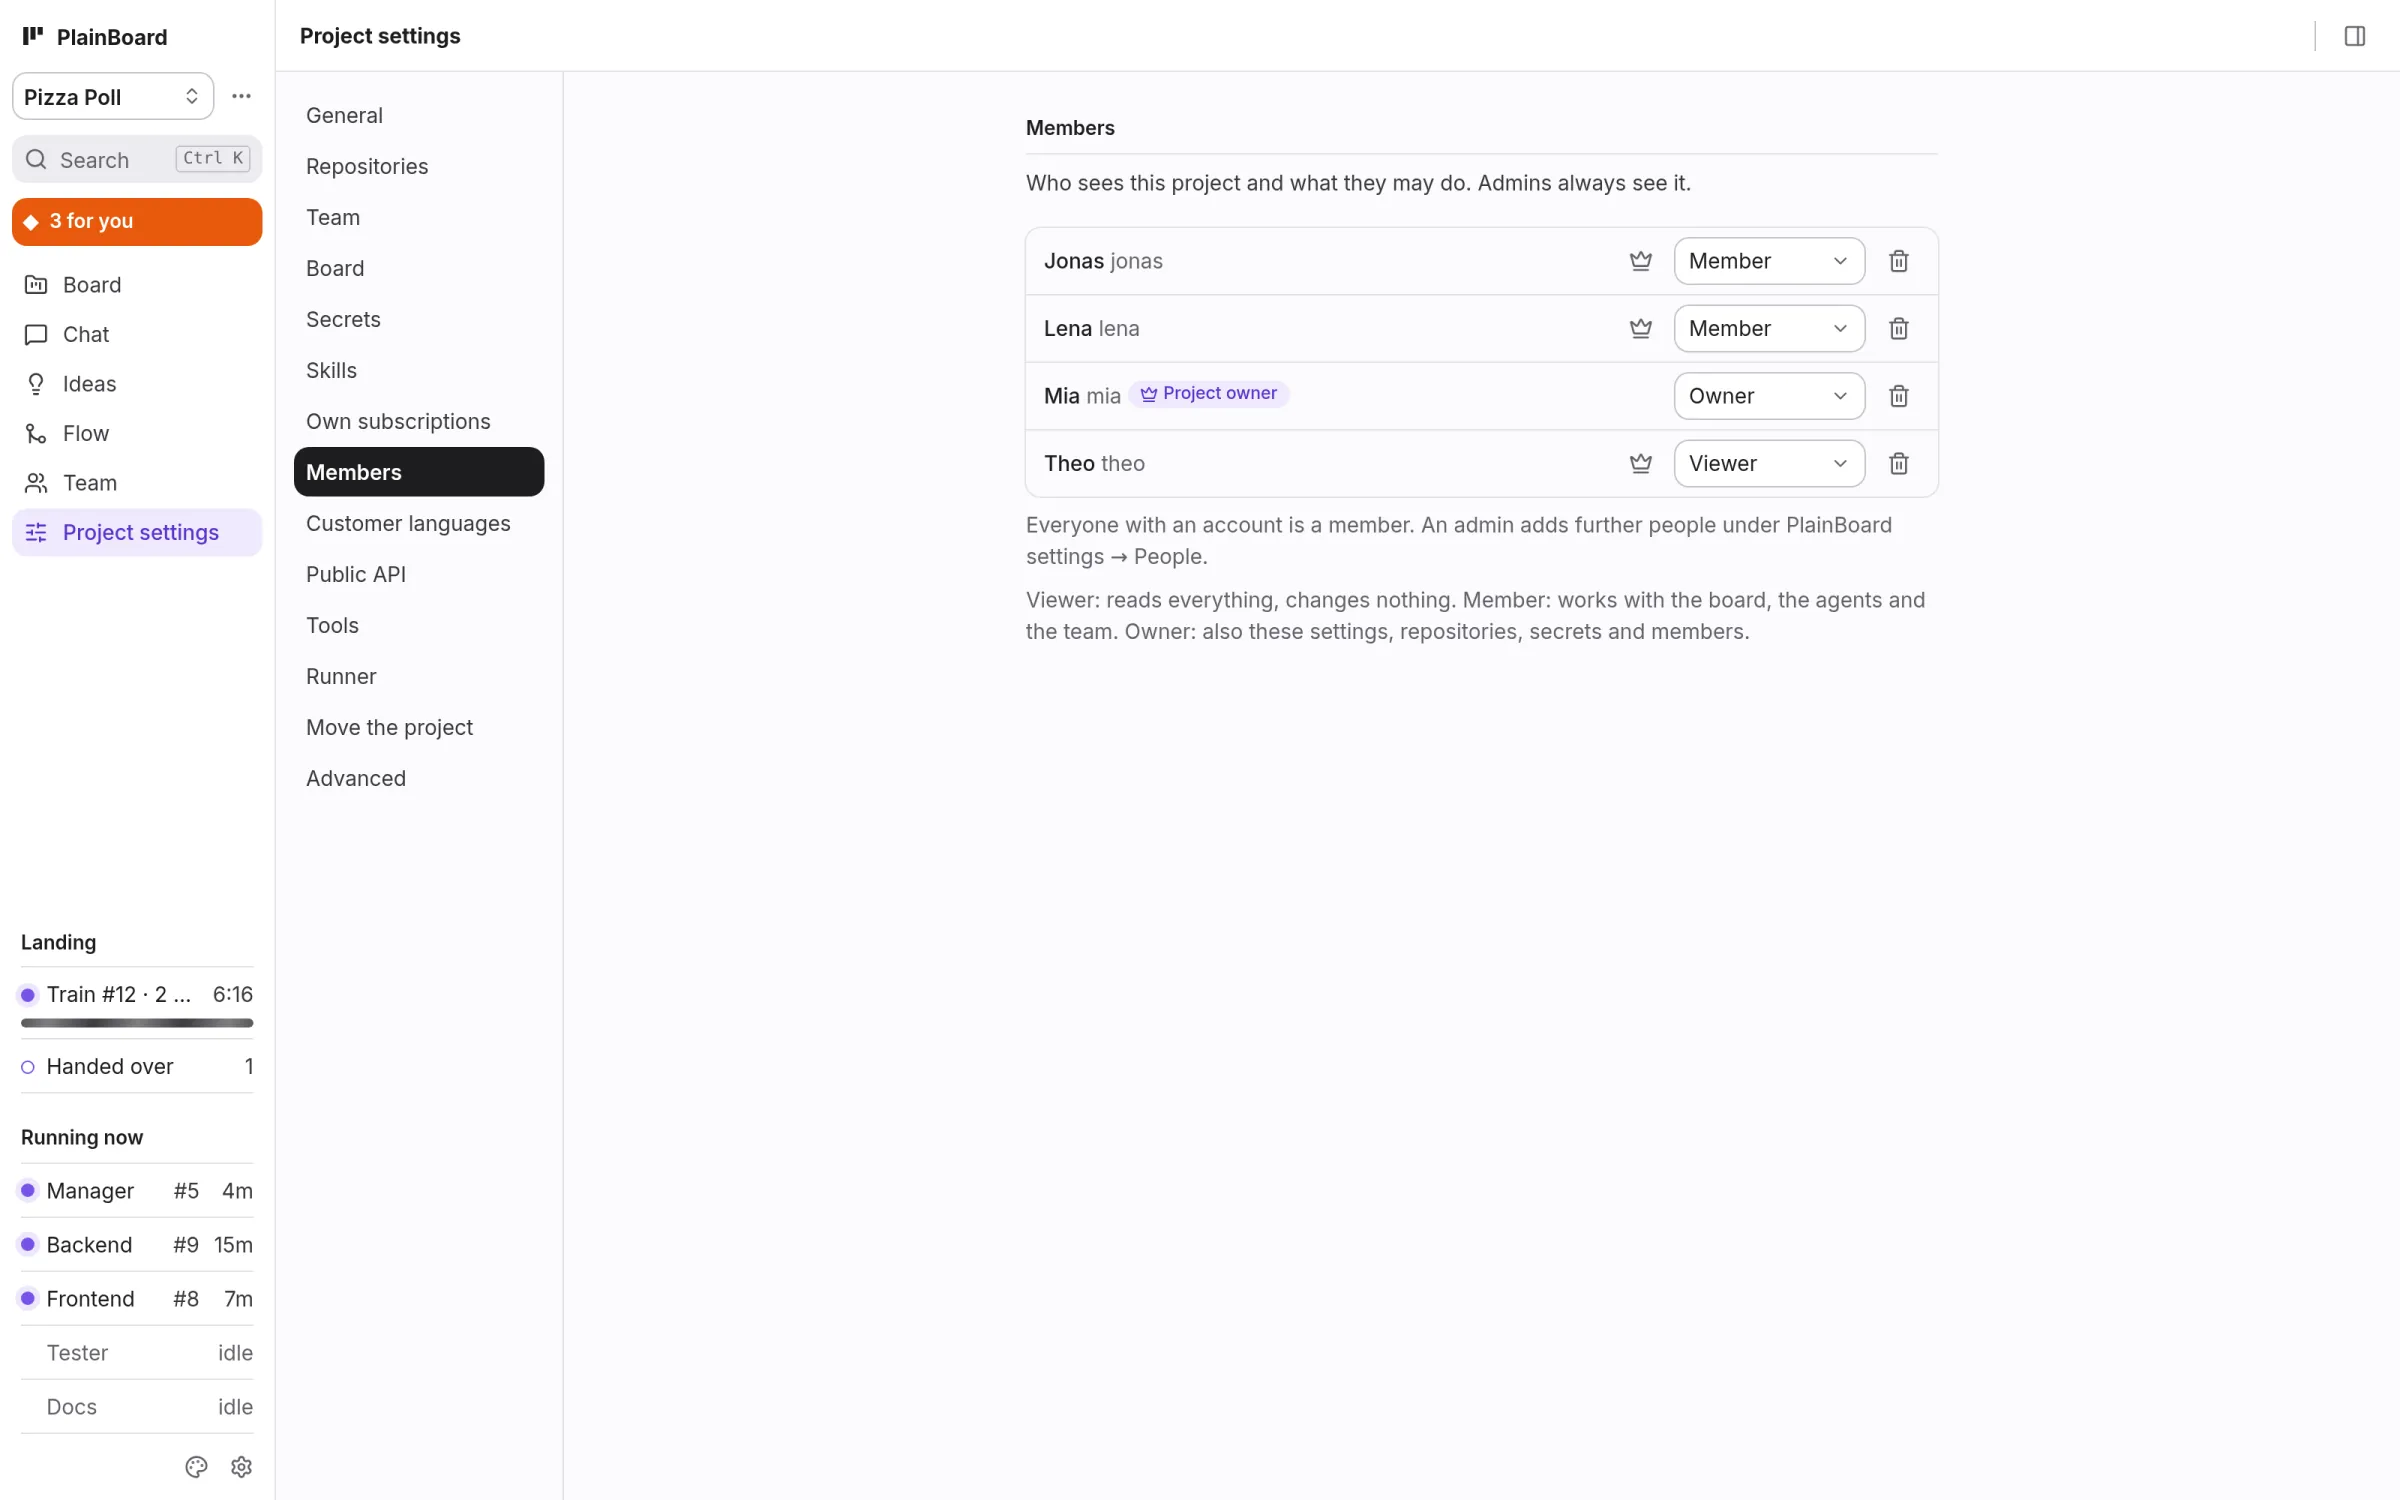 PlainBoard
Pizza Poll
Search Ctrl K
3 for you
Board
Chat
Ideas
Flow
Team
Project settings
Landing
Train #12 · 2 ... 6:16
Handed over 1
Running now
Manager #5 4m
Backend #9 15m
Frontend #8 7m
Tester idle
Docs idle
Project settings
General
Repositories
Team
Board
Secrets
Skills
Own subscriptions
Members
Customer languages
Public API
Tools
Runner
Move the project
Advanced
Members
Who sees this project and what they may do. Admins always see it.
Jonas jonas Member
Lena lena Member
Mia mia Project owner Owner
Theo theo Viewer
Everyone with an account is a member. An admin adds further people under PlainBoard
settings → People.
Viewer: reads everything, changes nothing. Member: works with the board, the agents and
the team. Owner: also these settings, repositories, secrets and members.